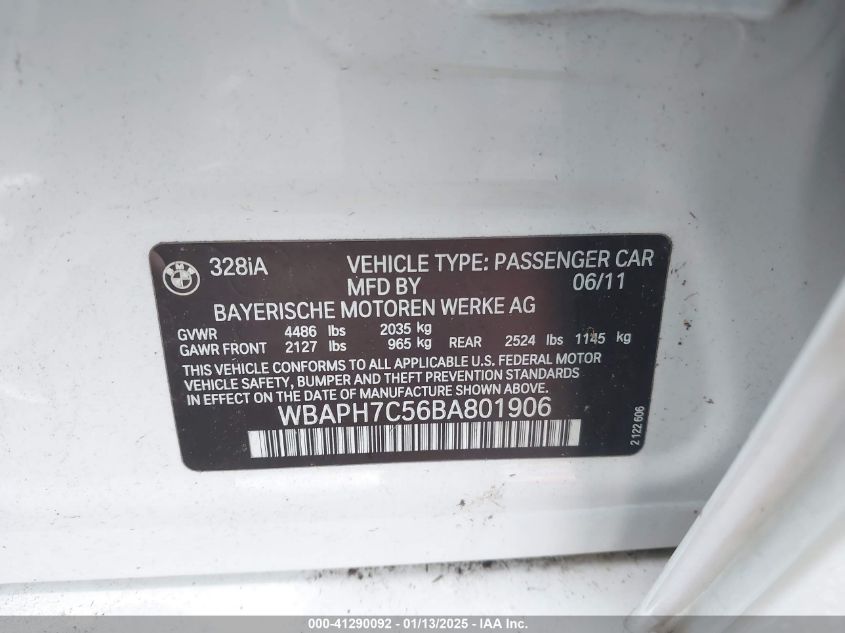 BMW
328iA VEHICLE TYPE: PASSENGER CAR
MFD BY 06/11
BAYERISCHE MOTOREN WERKE AG
GVWR 4486 lbs 2035 kg
GAWR FRONT 2127 lbs 965 kg REAR 2524 lbs 1145 kg
THIS VEHICLE CONFORMS TO ALL APPLICABLE U.S. FEDERAL MOTOR
VEHICLE SAFETY, BUMPER AND THEFT PREVENTION STANDARDS
IN EFFECT ON THE DATE OF MANUFACTURE SHOWN ABOVE.
WBAPH7C56BA801906
2 122 606
000-41290092 - 01/13/2025 - IAA, Inc.